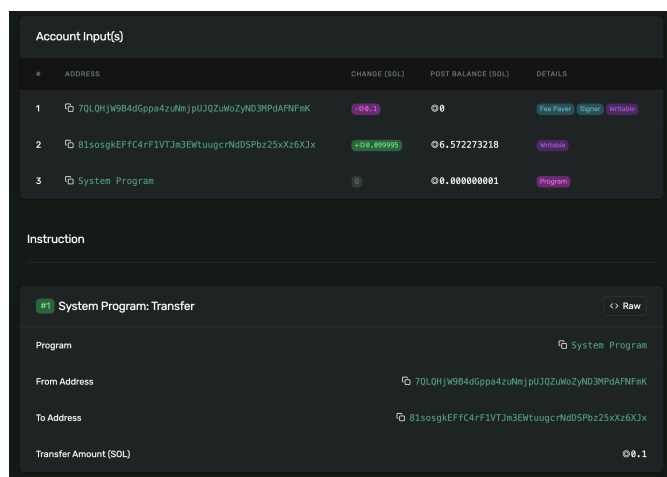 Account Input(s)
# ADDRESS CHANGE (SOL) POST BALANCE (SOL) DETAILS
1 7QLQHjW9B4dGppa4zuNmjpUJQZuWoZyND3MPdAFNFmK -◎0.1 ◎0 Fee Payer Signer Writable
2 81sosgkEFfC4rF1VTJm3EWtuugcrNdDSPbz25xXz6XJx +◎0.099995 ◎6.572273218 Writable
3 System Program 0 ◎0.000000001 Program
Instruction
#1 System Program: Transfer <> Raw
Program System Program
From Address 7QLQHjW9B4dGppa4zuNmjpUJQZuWoZyND3MPdAFNFmK
To Address 81sosgkEFfC4rF1VTJm3EWtuugcrNdDSPbz25xXz6XJx
Transfer Amount (SOL) ◎0.1